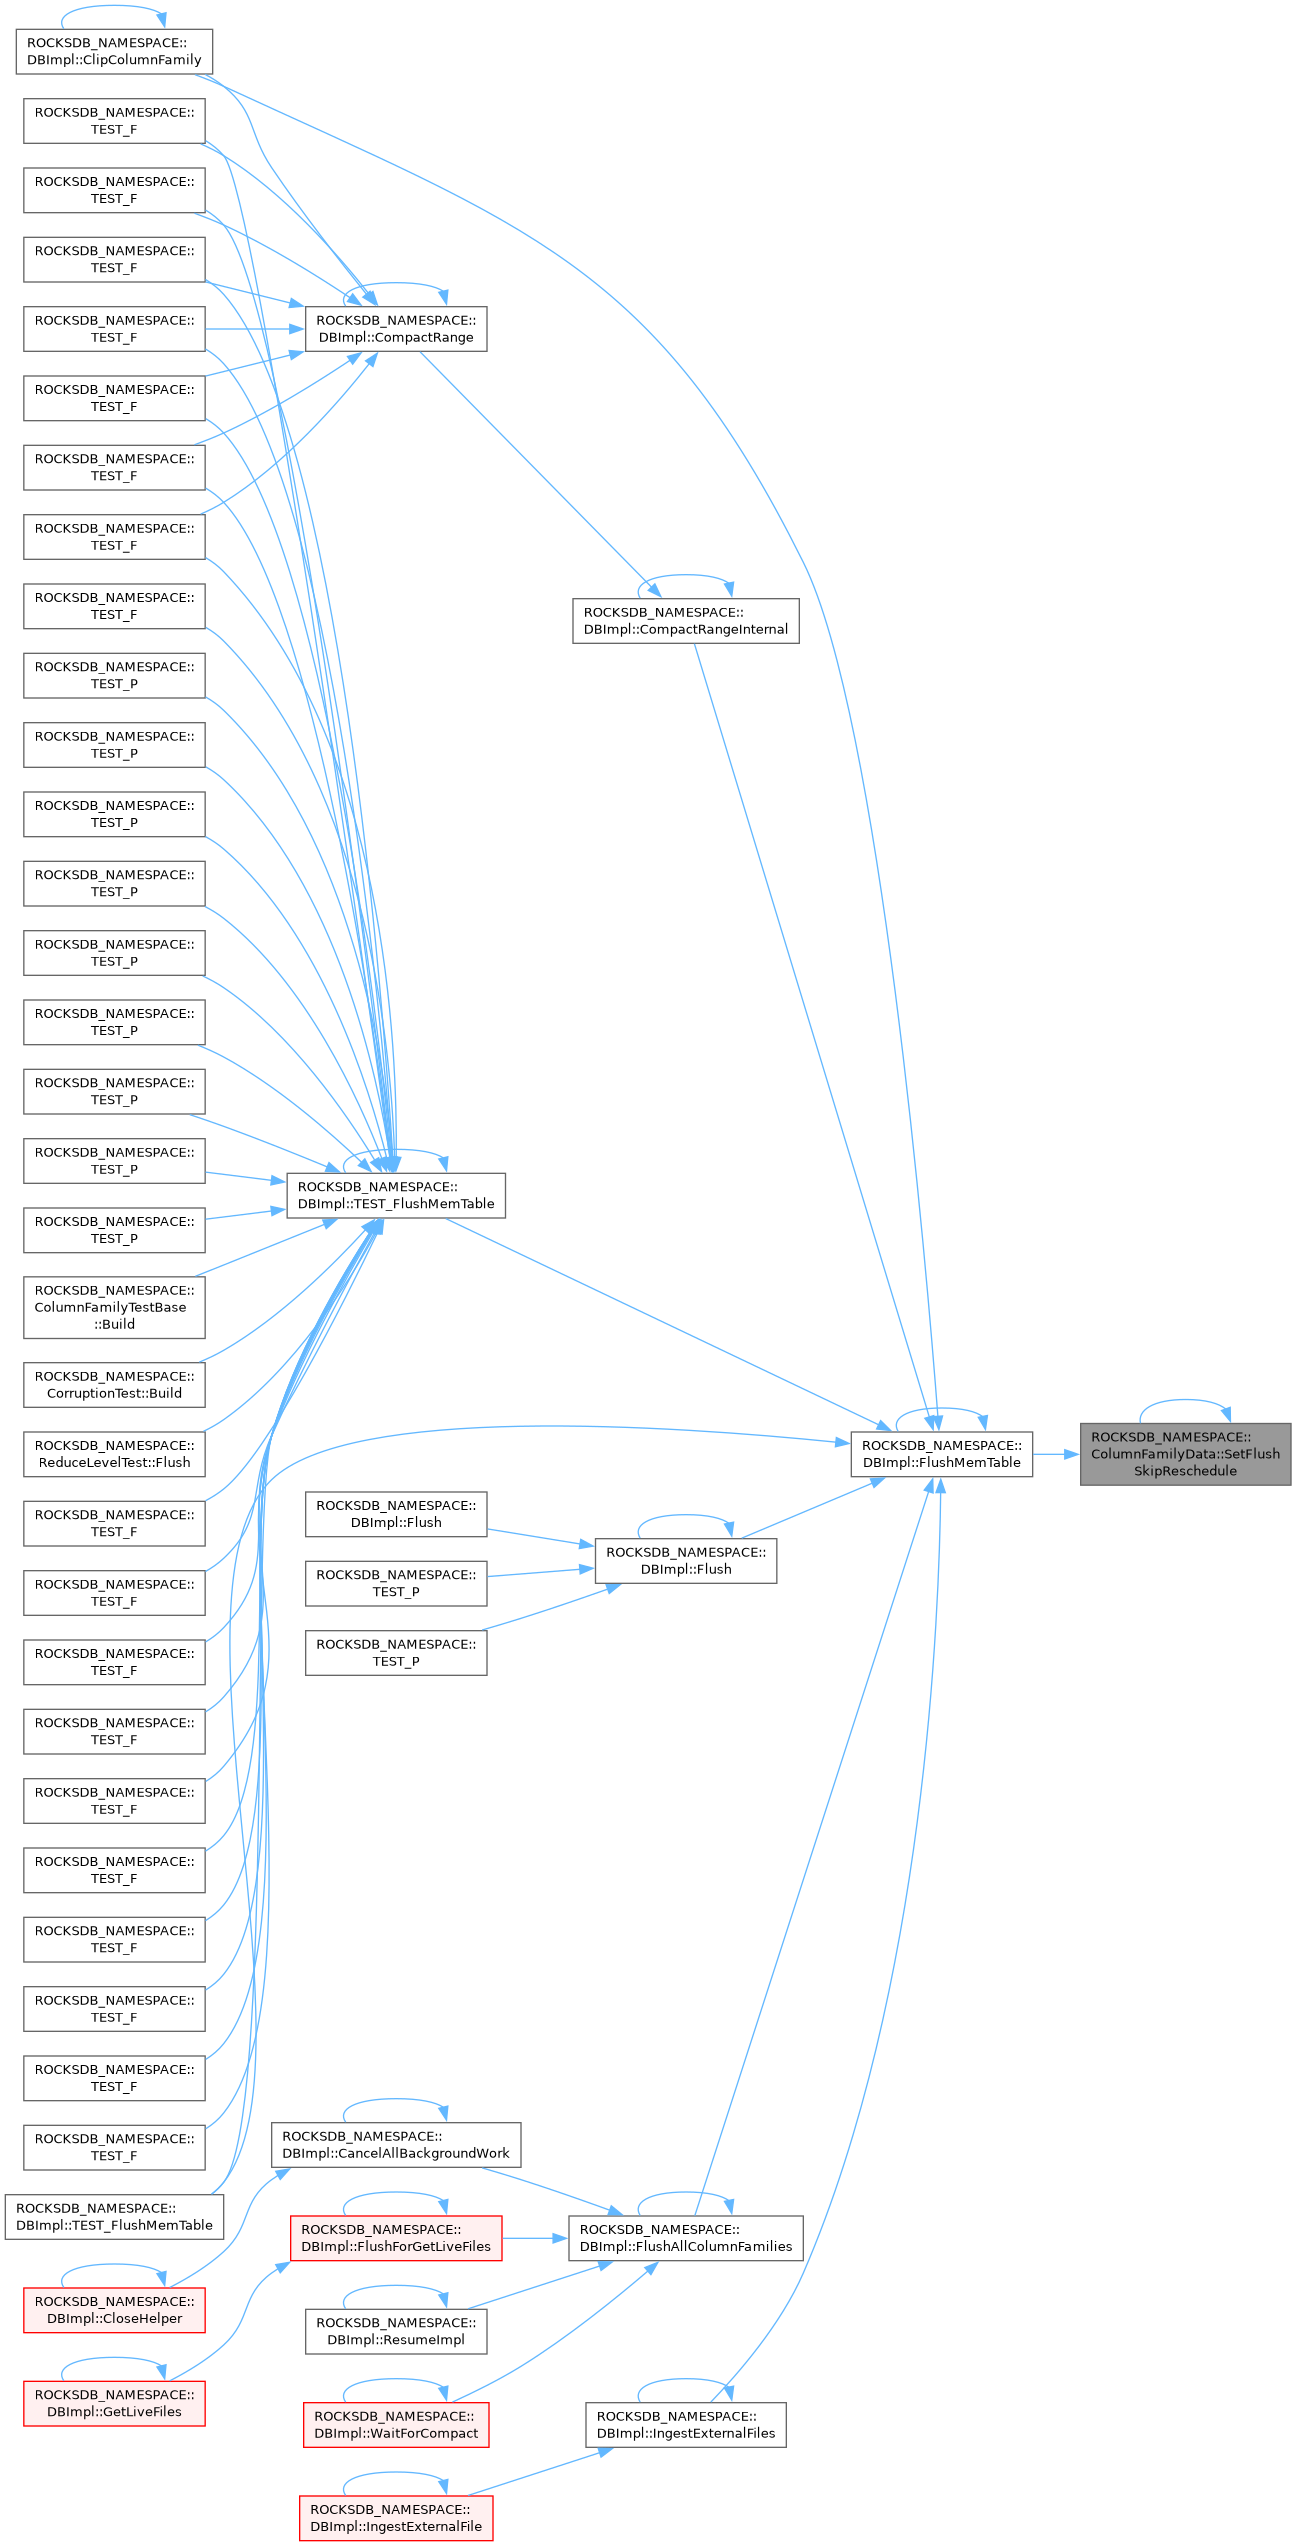 ROCKSDB_NAMESPACE::
DBImpl::ClipColumnFamily
ROCKSDB_NAMESPACE::
TEST_F
ROCKSDB_NAMESPACE::
TEST_F
ROCKSDB_NAMESPACE::
TEST_F
ROCKSDB_NAMESPACE::
TEST_F
ROCKSDB_NAMESPACE::
TEST_F
ROCKSDB_NAMESPACE::
TEST_F
ROCKSDB_NAMESPACE::
TEST_F
ROCKSDB_NAMESPACE::
TEST_F
ROCKSDB_NAMESPACE::
TEST_P
ROCKSDB_NAMESPACE::
TEST_P
ROCKSDB_NAMESPACE::
TEST_P
ROCKSDB_NAMESPACE::
TEST_P
ROCKSDB_NAMESPACE::
TEST_P
ROCKSDB_NAMESPACE::
TEST_P
ROCKSDB_NAMESPACE::
TEST_P
ROCKSDB_NAMESPACE::
TEST_P
ROCKSDB_NAMESPACE::
TEST_P
ROCKSDB_NAMESPACE::
ColumnFamilyTestBase
::Build
ROCKSDB_NAMESPACE::
CorruptionTest::Build
ROCKSDB_NAMESPACE::
ReduceLevelTest::Flush
ROCKSDB_NAMESPACE::
TEST_F
ROCKSDB_NAMESPACE::
TEST_F
ROCKSDB_NAMESPACE::
TEST_F
ROCKSDB_NAMESPACE::
TEST_F
ROCKSDB_NAMESPACE::
TEST_F
ROCKSDB_NAMESPACE::
TEST_F
ROCKSDB_NAMESPACE::
TEST_F
ROCKSDB_NAMESPACE::
TEST_F
ROCKSDB_NAMESPACE::
TEST_F
ROCKSDB_NAMESPACE::
TEST_F
ROCKSDB_NAMESPACE::
DBImpl::TEST_FlushMemTable
ROCKSDB_NAMESPACE::
DBImpl::CloseHelper
ROCKSDB_NAMESPACE::
DBImpl::GetLiveFiles
ROCKSDB_NAMESPACE::
DBImpl::CompactRange
ROCKSDB_NAMESPACE::
DBImpl::TEST_FlushMemTable
ROCKSDB_NAMESPACE::
DBImpl::Flush
ROCKSDB_NAMESPACE::
TEST_P
ROCKSDB_NAMESPACE::
TEST_P
ROCKSDB_NAMESPACE::
DBImpl::CancelAllBackgroundWork
ROCKSDB_NAMESPACE::
DBImpl::FlushForGetLiveFiles
ROCKSDB_NAMESPACE::
DBImpl::ResumeImpl
ROCKSDB_NAMESPACE::
DBImpl::WaitForCompact
ROCKSDB_NAMESPACE::
DBImpl::IngestExternalFile
ROCKSDB_NAMESPACE::
DBImpl::CompactRangeInternal
ROCKSDB_NAMESPACE::
DBImpl::Flush
ROCKSDB_NAMESPACE::
DBImpl::FlushAllColumnFamilies
ROCKSDB_NAMESPACE::
DBImpl::IngestExternalFiles
ROCKSDB_NAMESPACE::
DBImpl::FlushMemTable
ROCKSDB_NAMESPACE::
ColumnFamilyData::SetFlush
SkipReschedule